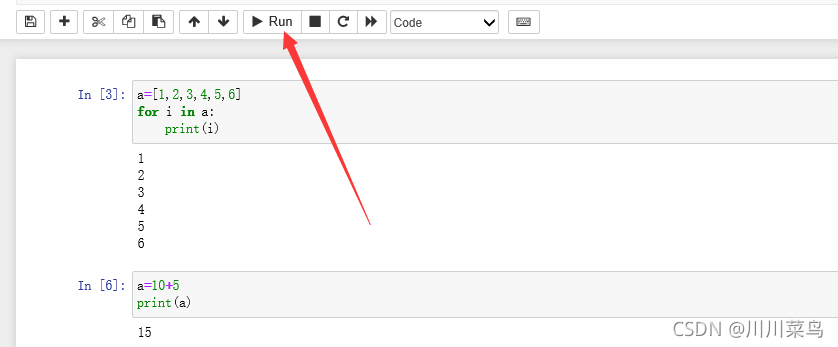 Run
Code
In [3]:
a=[1,2,3,4,5,6]
for i in a:
    print(i)
1
2
3
4
5
6
In [6]:
a=10+5
print(a)
15
CSDN @川川菜鸟